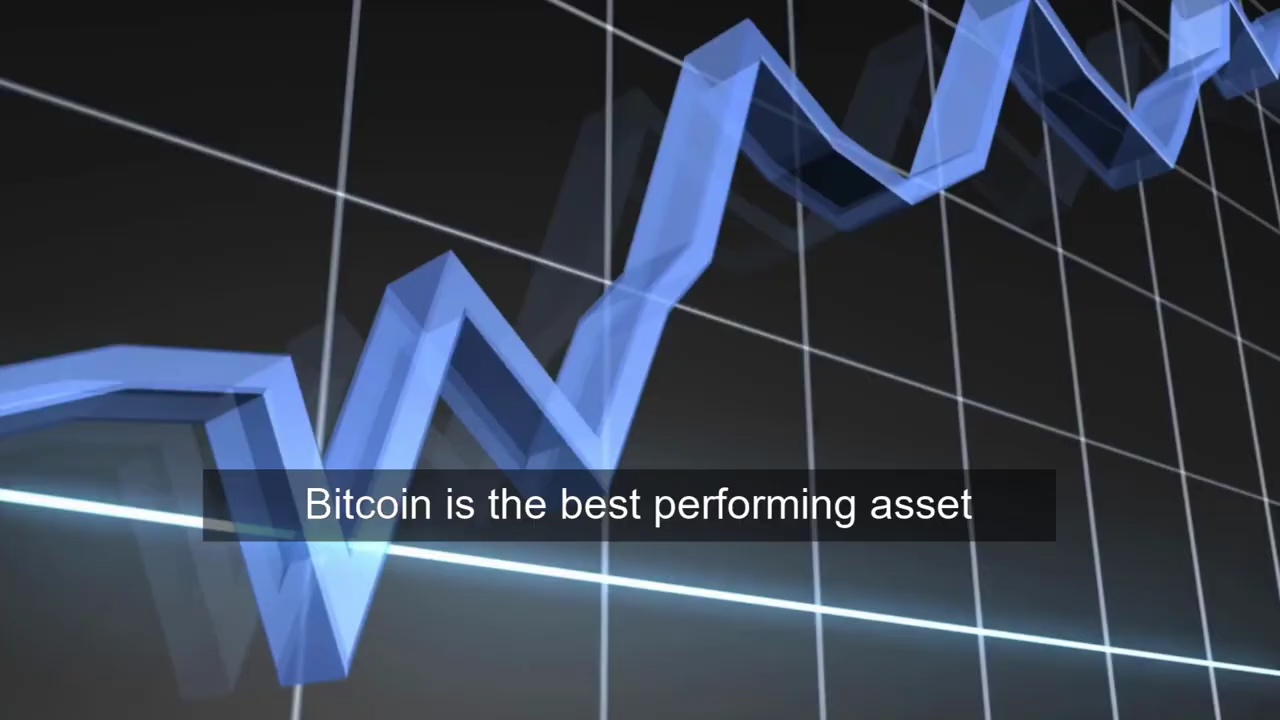 Bitcoin is the best performing asset